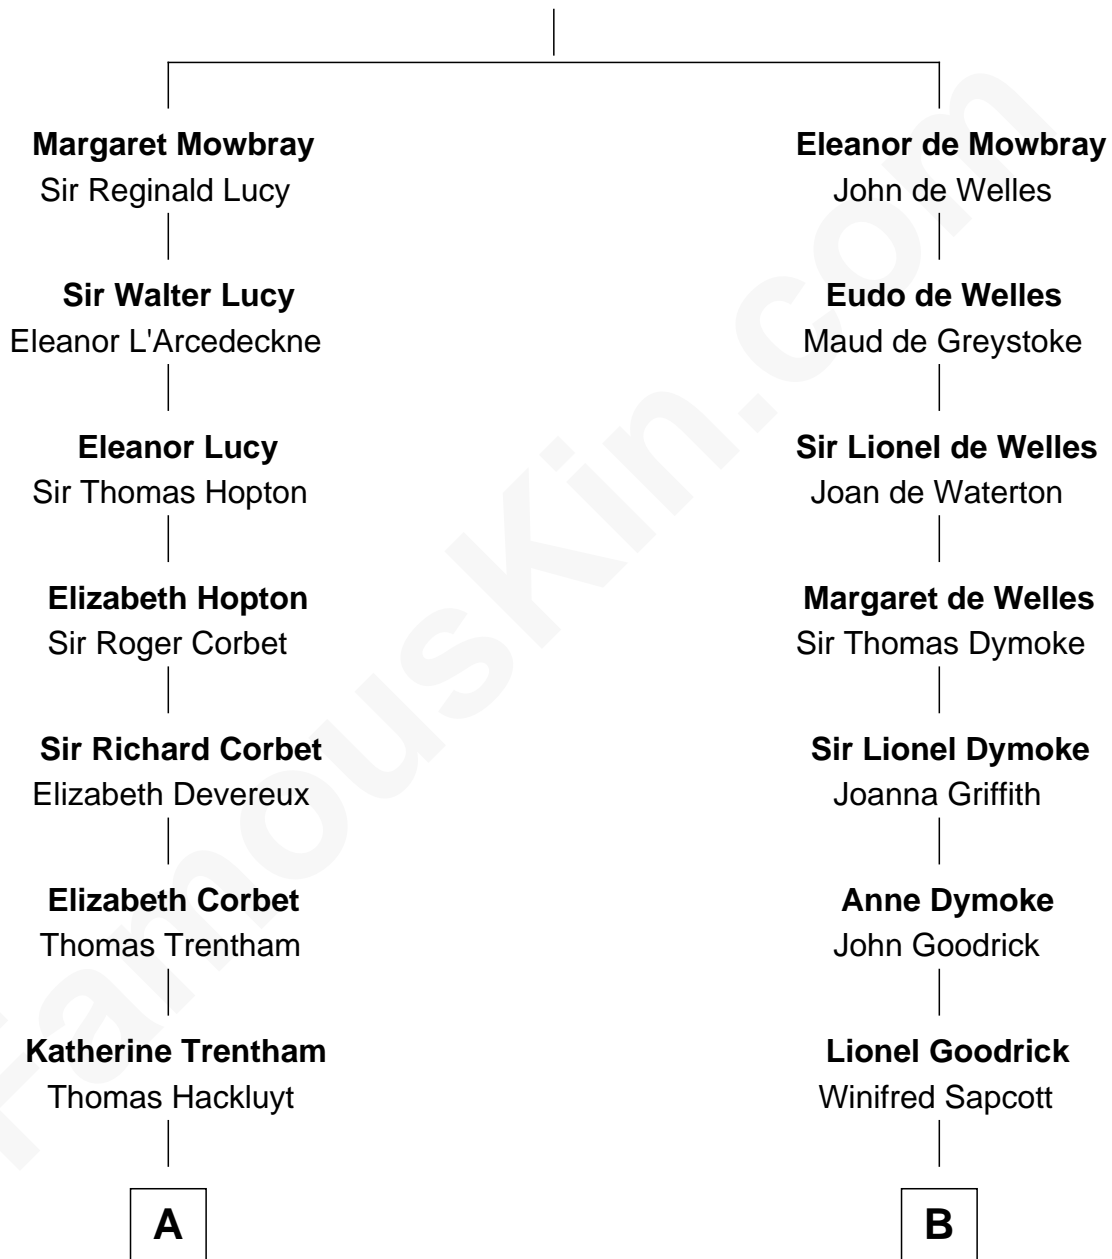 Margaret Mowbray
Sir Reginald Lucy
Eleanor de Mowbray
John de Welles
Sir Walter Lucy
Eleanor L'Arcedeckne
Eudo de Welles
Maud de Greystoke
Eleanor Lucy
Sir Thomas Hopton
Sir Lionel de Welles
Joan de Waterton
Elizabeth Hopton
Sir Roger Corbet
Margaret de Welles
Sir Thomas Dymoke
Sir Richard Corbet
Elizabeth Devereux
Sir Lionel Dymoke
Joanna Griffith
Elizabeth Corbet
Thomas Trentham
Anne Dymoke
John Goodrick
Katherine Trentham
Thomas Hackluyt
Lionel Goodrick
Winifred Sapcott
A
B
FamousKin.com